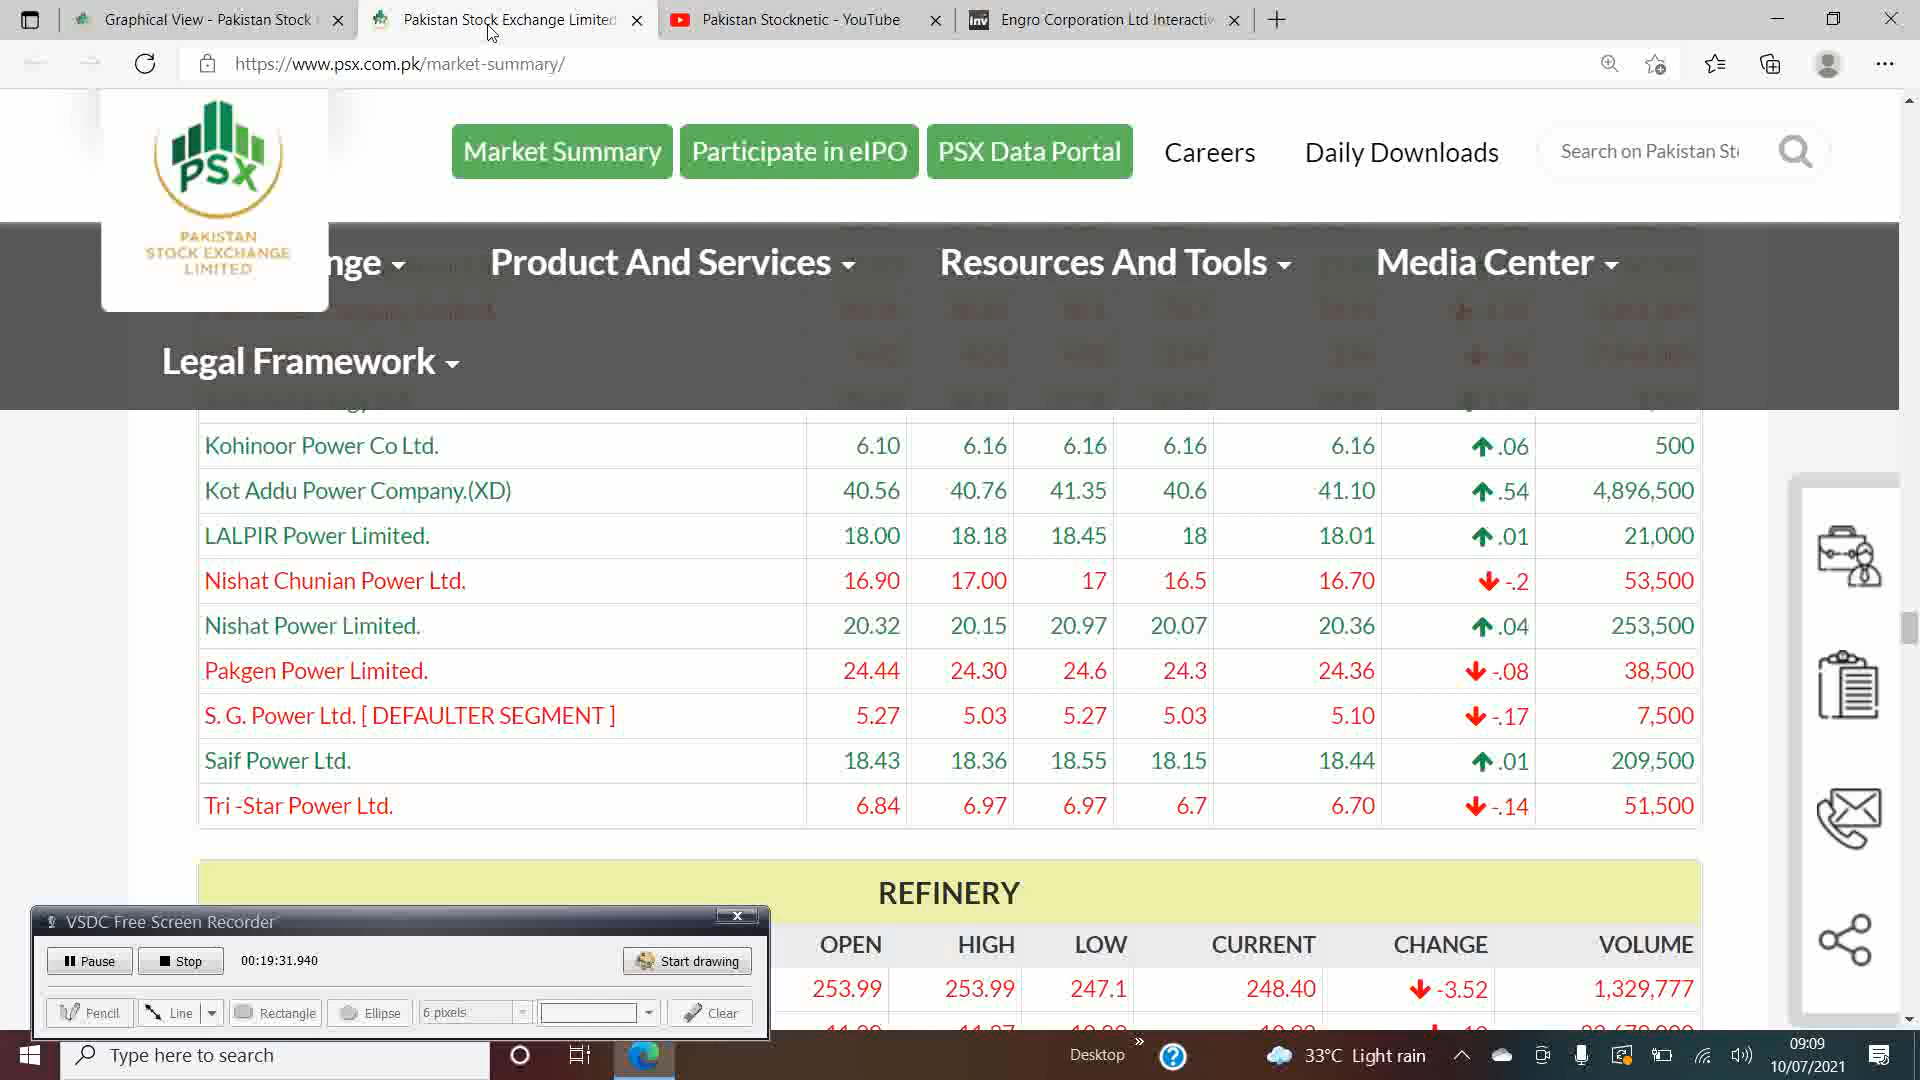 Graphical View - Pakistan Stock
Pakistan Stock Exchange Limited
Pakistan Stocknetic - YouTube
inv Engro Corporation Ltd Interactiv
https://www.psx.com.pk/market-summary/
PSX
PAKISTAN
STOCK EXCHANGE
LIMITED
Market Summary Participate in eIPO PSX Data Portal Careers Daily Downloads Search on Pakistan Sto
nge Product And Services Resources And Tools Media Center
Legal Framework
Kohinoor Power Co Ltd. 6.10 6.16 6.16 6.16 6.16 .06 500
Kot Addu Power Company.(XD) 40.56 40.76 41.35 40.6 41.10 .54 4,896,500
LALPIR Power Limited. 18.00 18.18 18.45 18 18.01 .01 21,000
Nishat Chunian Power Ltd. 16.90 17.00 17 16.5 16.70 -.2 53,500
Nishat Power Limited. 20.32 20.15 20.97 20.07 20.36 .04 253,500
Pakgen Power Limited. 24.44 24.30 24.6 24.3 24.36 -.08 38,500
S. G. Power Ltd. [ DEFAULTER SEGMENT ] 5.27 5.03 5.27 5.03 5.10 -.17 7,500
Saif Power Ltd. 18.43 18.36 18.55 18.15 18.44 .01 209,500
Tri -Star Power Ltd. 6.84 6.97 6.97 6.7 6.70 -.14 51,500
REFINERY
OPEN HIGH LOW CURRENT CHANGE VOLUME
253.99 253.99 247.1 248.40 -3.52 1,329,777
VSDC Free Screen Recorder
Pause Stop 00:19:31.940 Start drawing
Pencil Line Rectangle Ellipse 6 pixels Clear
Type here to search
Desktop
33°C Light rain
09:09
10/07/2021